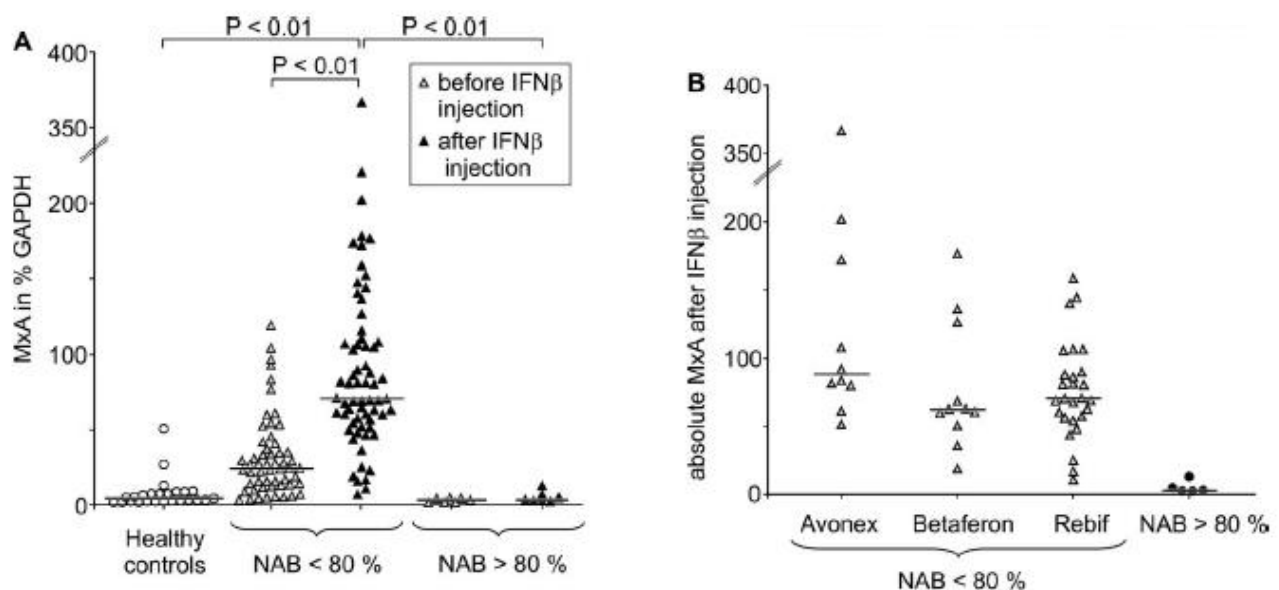 A
P < 0.01
P < 0.01
P < 0.01
MxA in % GAPDH
400
350
200
100
0
before IFNβ
injection
after IFNβ
injection
Healthy
controls
NAB < 80 %
NAB > 80 %
B
absolute MxA after IFNβ injection
400
350
200
100
0
Avonex
Betaferon
Rebif
NAB > 80 %
NAB < 80 %